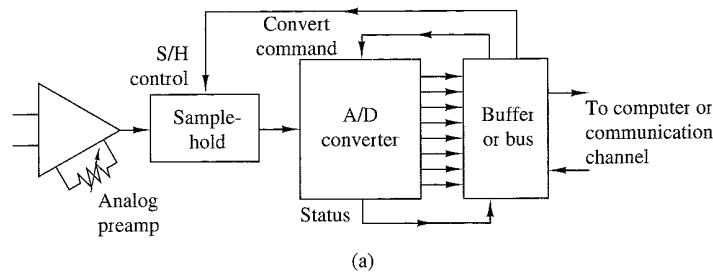 Convert
command
S/H
control
Sample-
hold
A/D
converter
Buffer
or bus
To computer or
communication
channel
Analog
preamp
Status
(a)